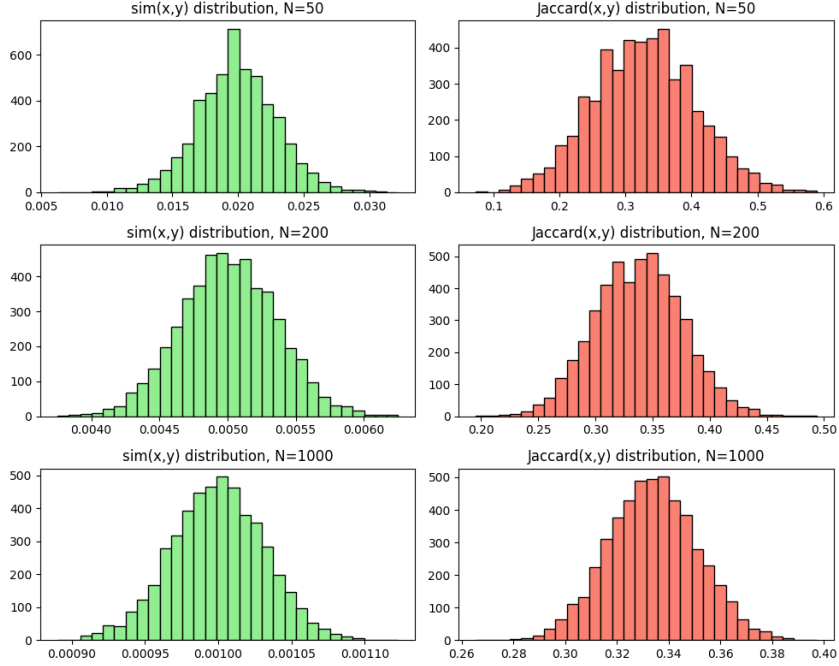 sim(x,y) distribution, N=50
600
400
200
0
0.005 0.010 0.015 0.020 0.025 0.030
Jaccard(x,y) distribution, N=50
400
300
200
100
0
0.1 0.2 0.3 0.4 0.5 0.6
sim(x,y) distribution, N=200
400
300
200
100
0
0.0040 0.0045 0.0050 0.0055 0.0060
Jaccard(x,y) distribution, N=200
500
400
300
200
100
0
0.20 0.25 0.30 0.35 0.40 0.45 0.50
sim(x,y) distribution, N=1000
500
400
300
200
100
0
0.00090 0.00095 0.00100 0.00105 0.00110
Jaccard(x,y) distribution, N=1000
500
400
300
200
100
0
0.26 0.28 0.30 0.32 0.34 0.36 0.38 0.40